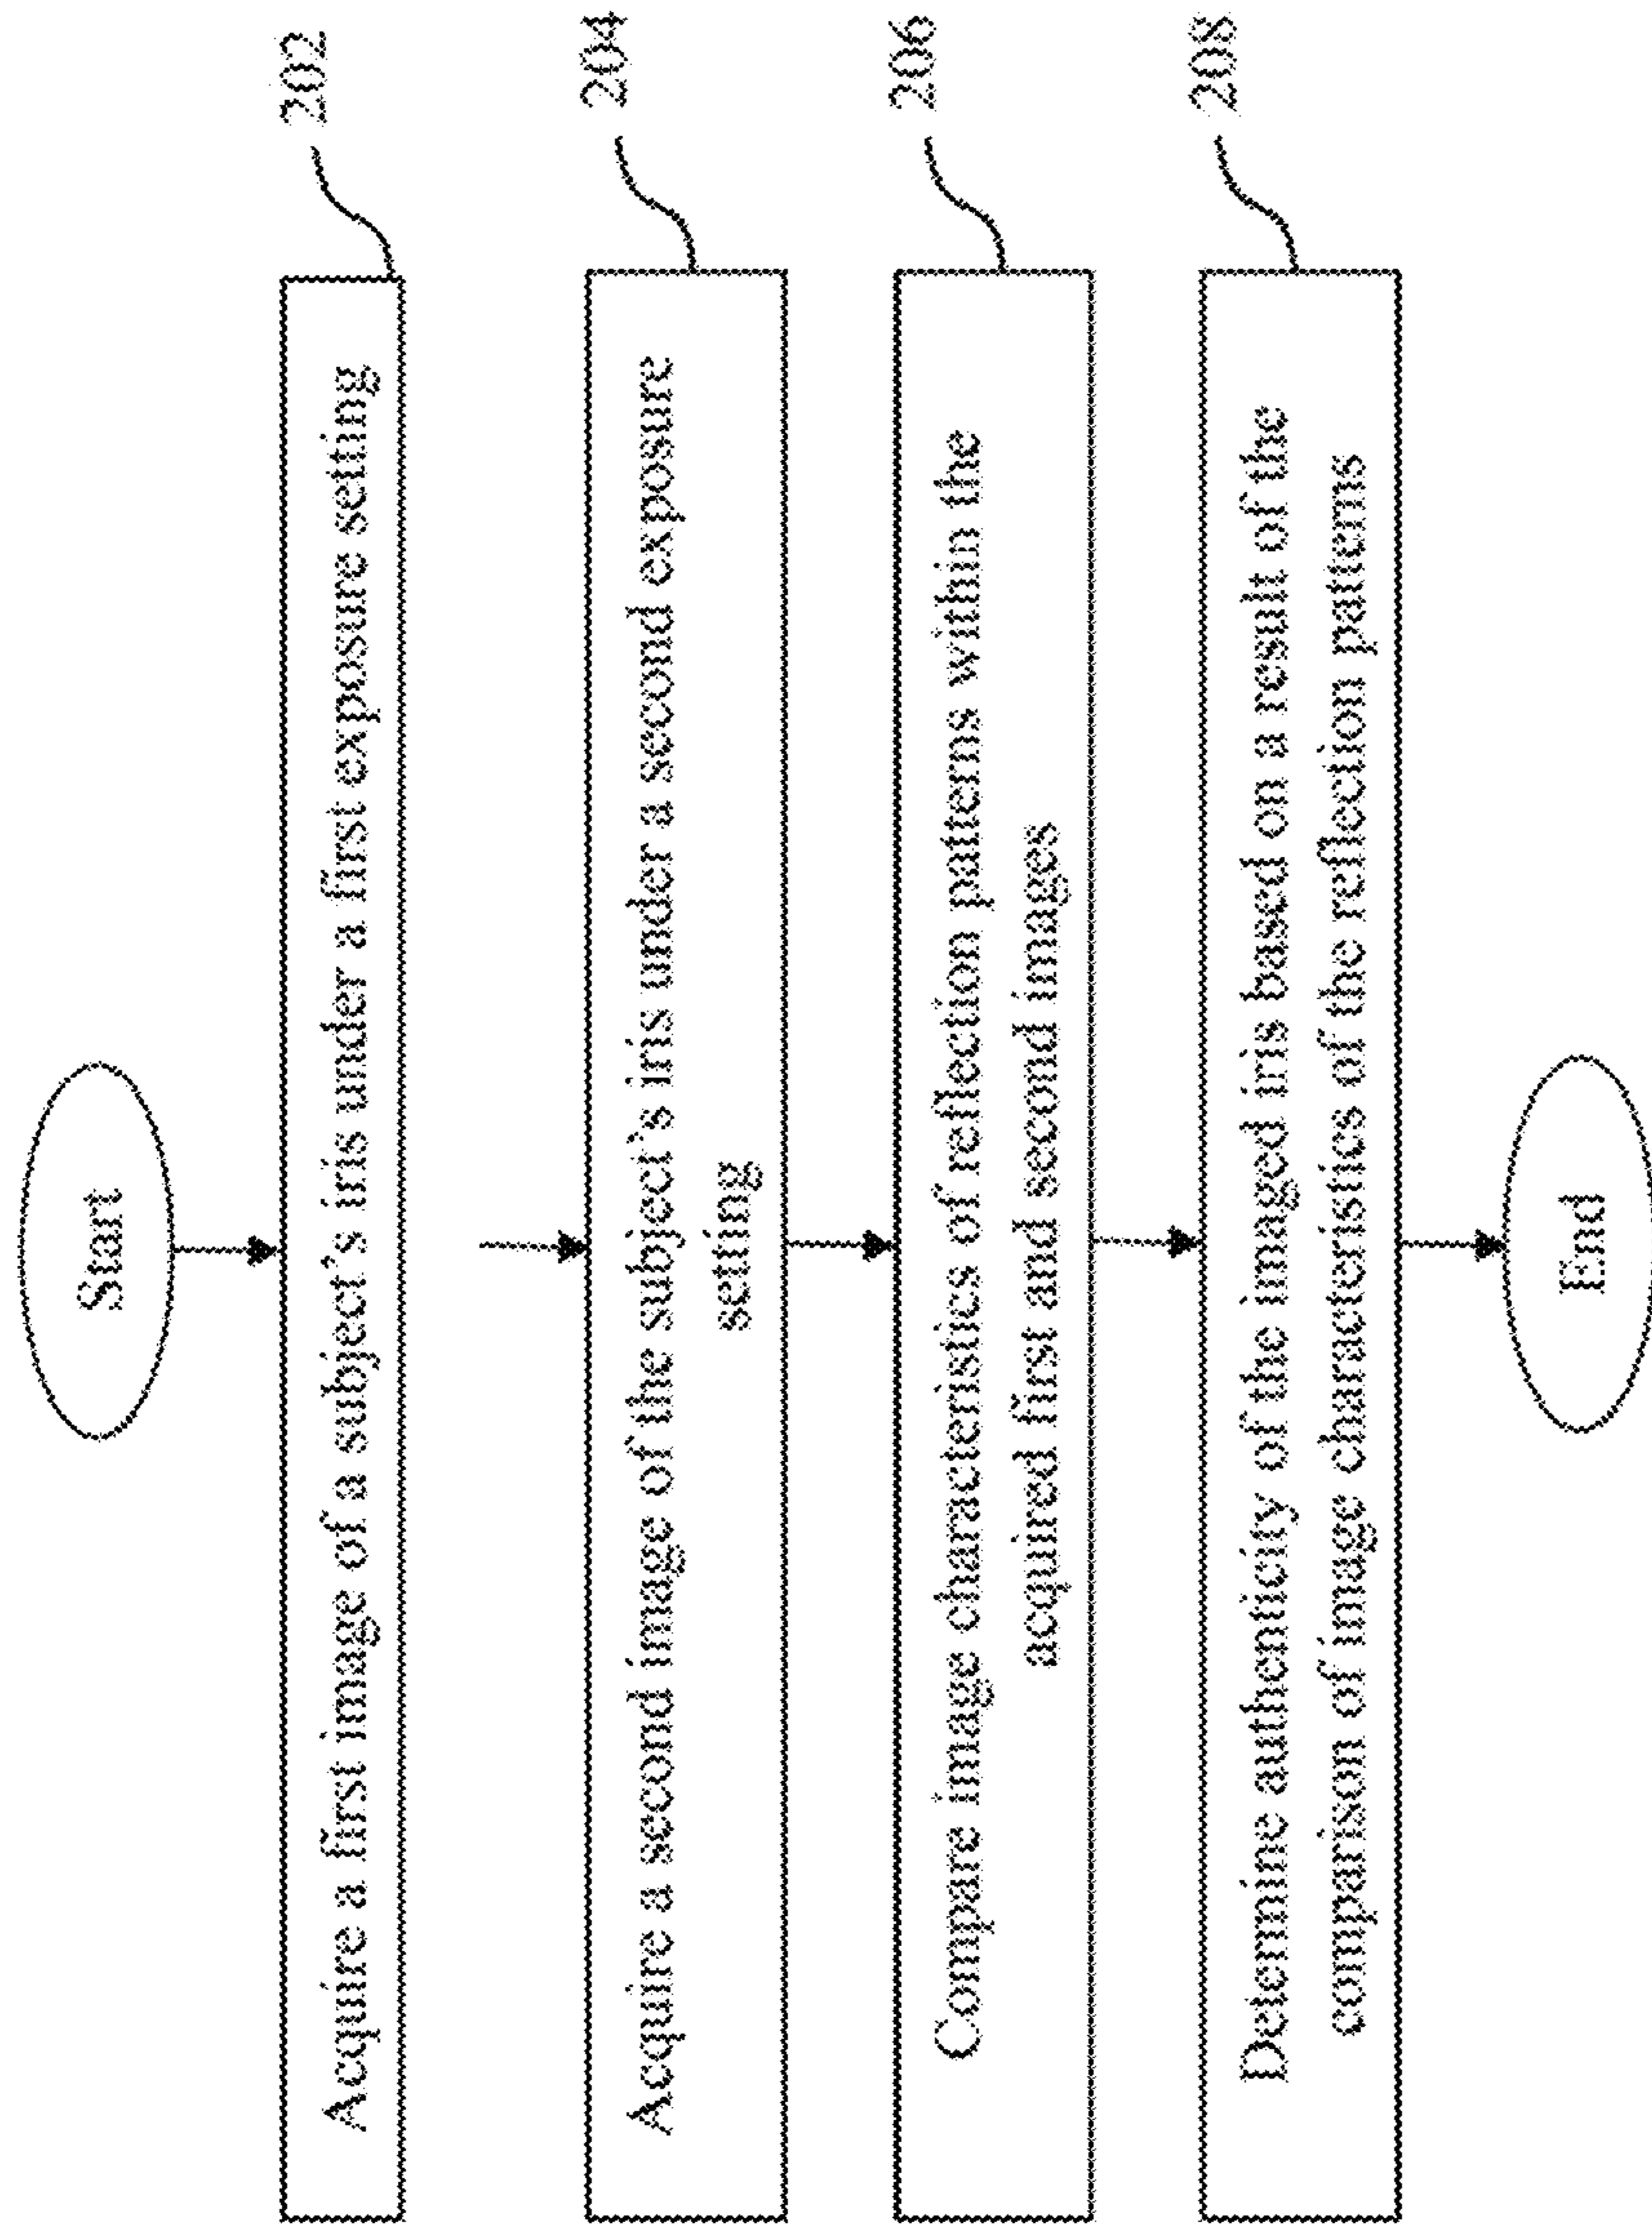 Start
202
Acquire a first image of a subject's iris under a first exposure setting
204
Acquire a second image of the subject's iris under a second exposure
setting
206
Compare image characteristics of reflection patterns within the
acquired first and second images
208
Determine authenticity of the imaged iris based on a result of the
comparison of image characteristics of the reflection patterns
End